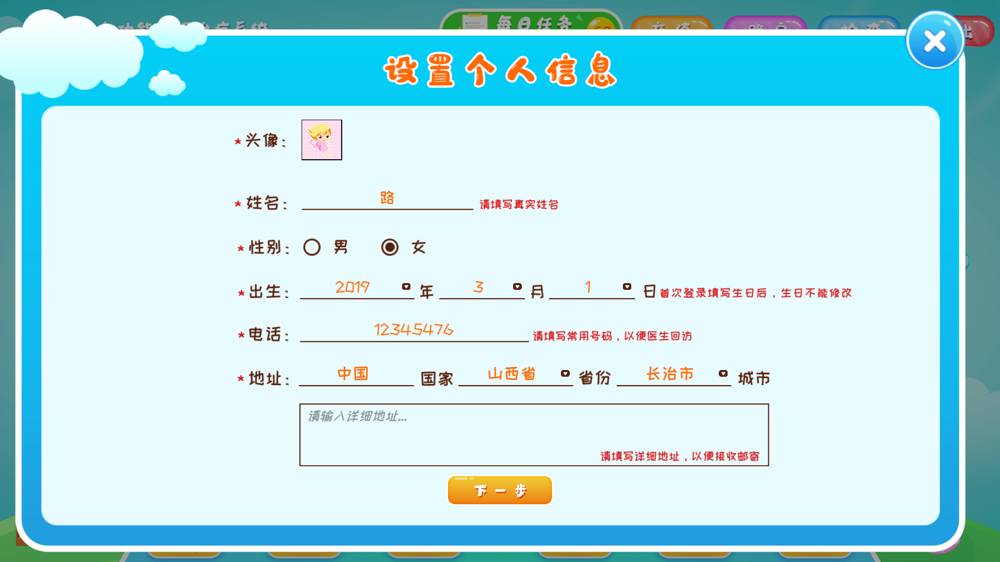 每日任务
设置个人信息
*头像：
*姓名： 路 请填写真实姓名
*性别： 男 女
*出生： 2019 年 3 月 1 日 首次登录填写生日后，生日不能修改
*电话： 12345476 请填写常用号码，以便医生回访
*地址： 中国 国家 山西省 省份 长治市 城市
请输入详细地址...
请填写详细地址，以便接收邮寄
下一步